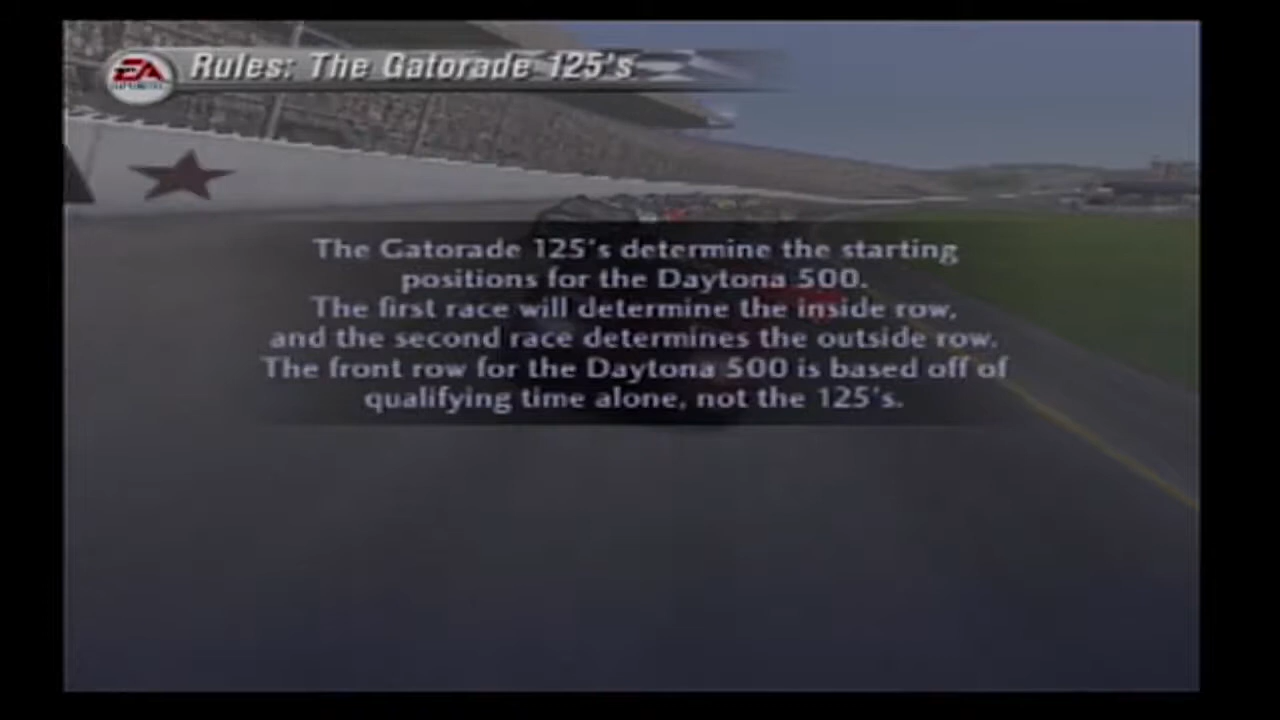 EA
Rules: The Gatorade 125's
The Gatorade 125's determine the starting
positions for the Daytona 500.
The first race will determine the inside row,
and the second race determines the outside row.
The front row for the Daytona 500 is based off of
qualifying time alone, not the 125's.